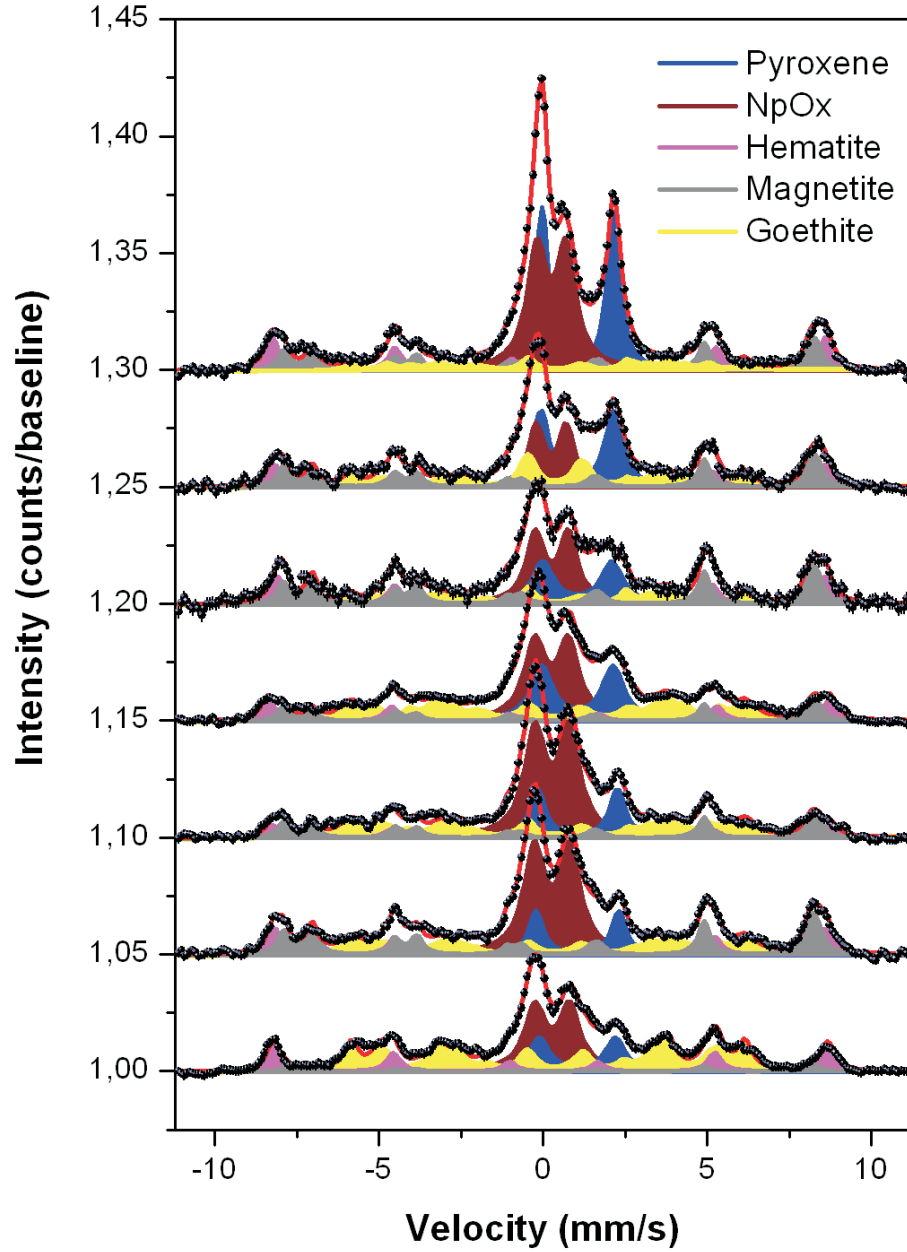 1,45
1,40
1,35
1,30
1,25
1,20
1,15
1,10
1,05
1,00
Intensity (counts/baseline)
Pyroxene
NpOx
Hematite
Magnetite
Goethite
-10 -5 0 5 10
Velocity (mm/s)